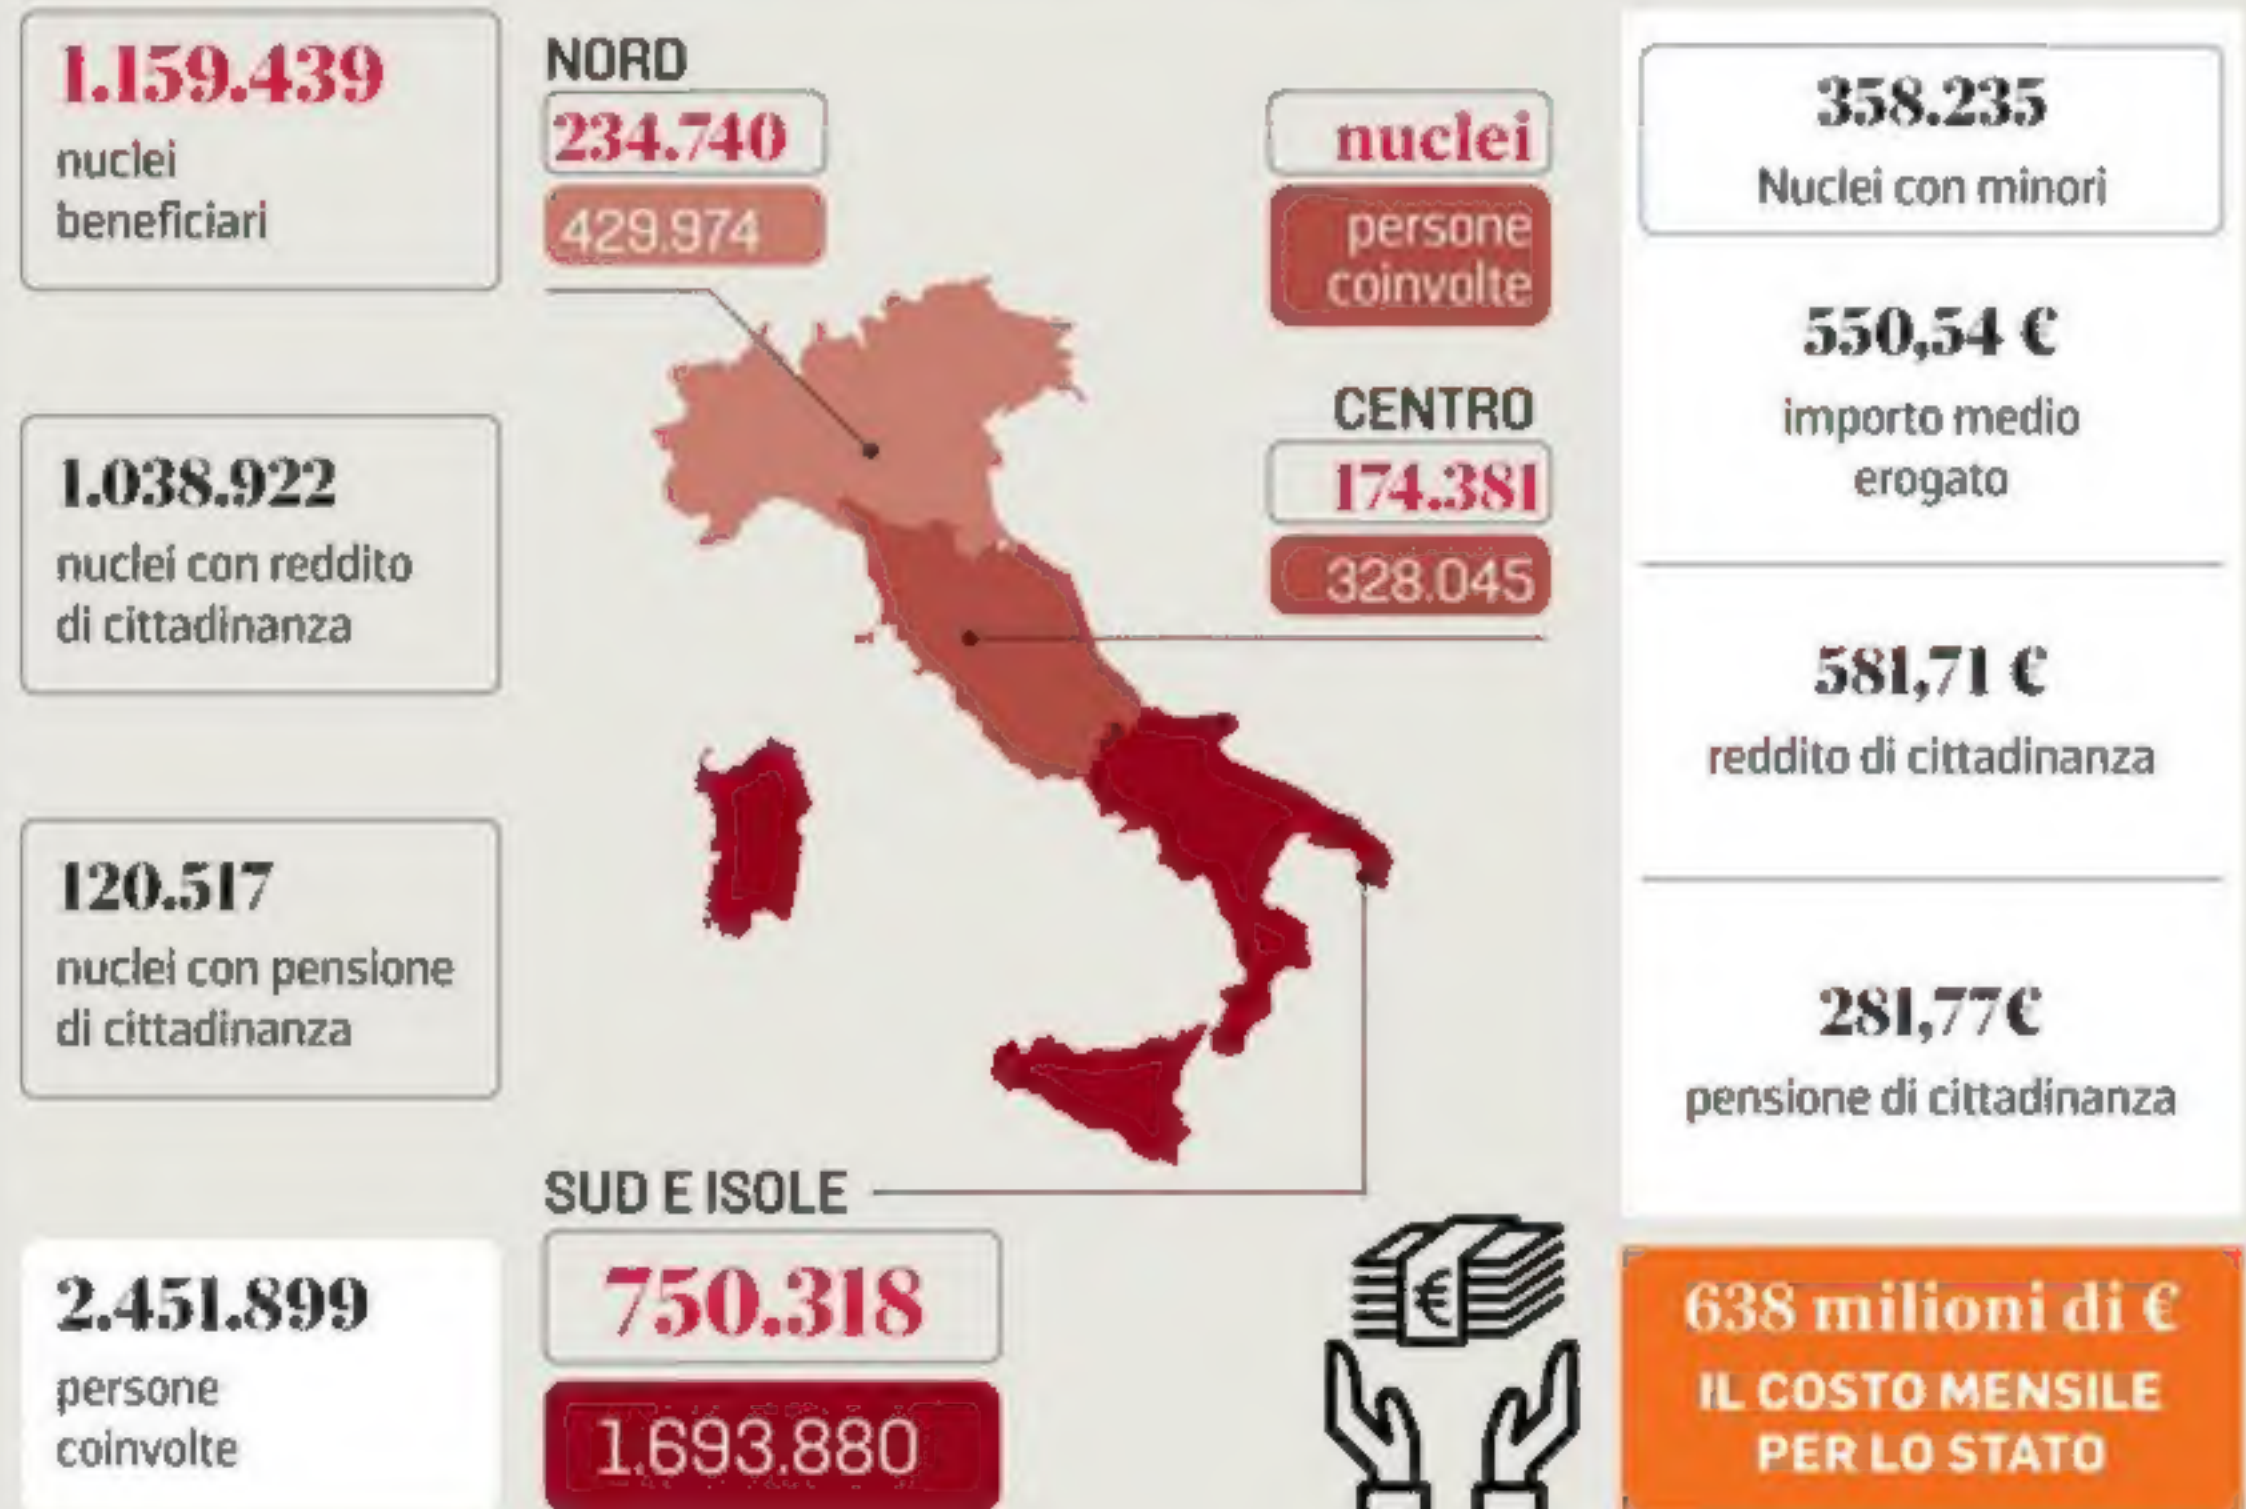 1.159.439
nuclei
beneficiari
1.038.922
nuclei con reddito
di cittadinanza
120.517
nuclei con pensione
di cittadinanza
2.451.899
persone
coinvolte
NORD
234.740
429.974
nuclei
persone
coinvolte
CENTRO
174.381
328.045
SUD E ISOLE
750.318
1.693.880
€
358.235
Nuclei con minori
550,54 €
importo medio
erogato
581,71 €
reddito di cittadinanza
281,77€
pensione di cittadinanza
638 milioni di €
IL COSTO MENSILE
PER LO STATO